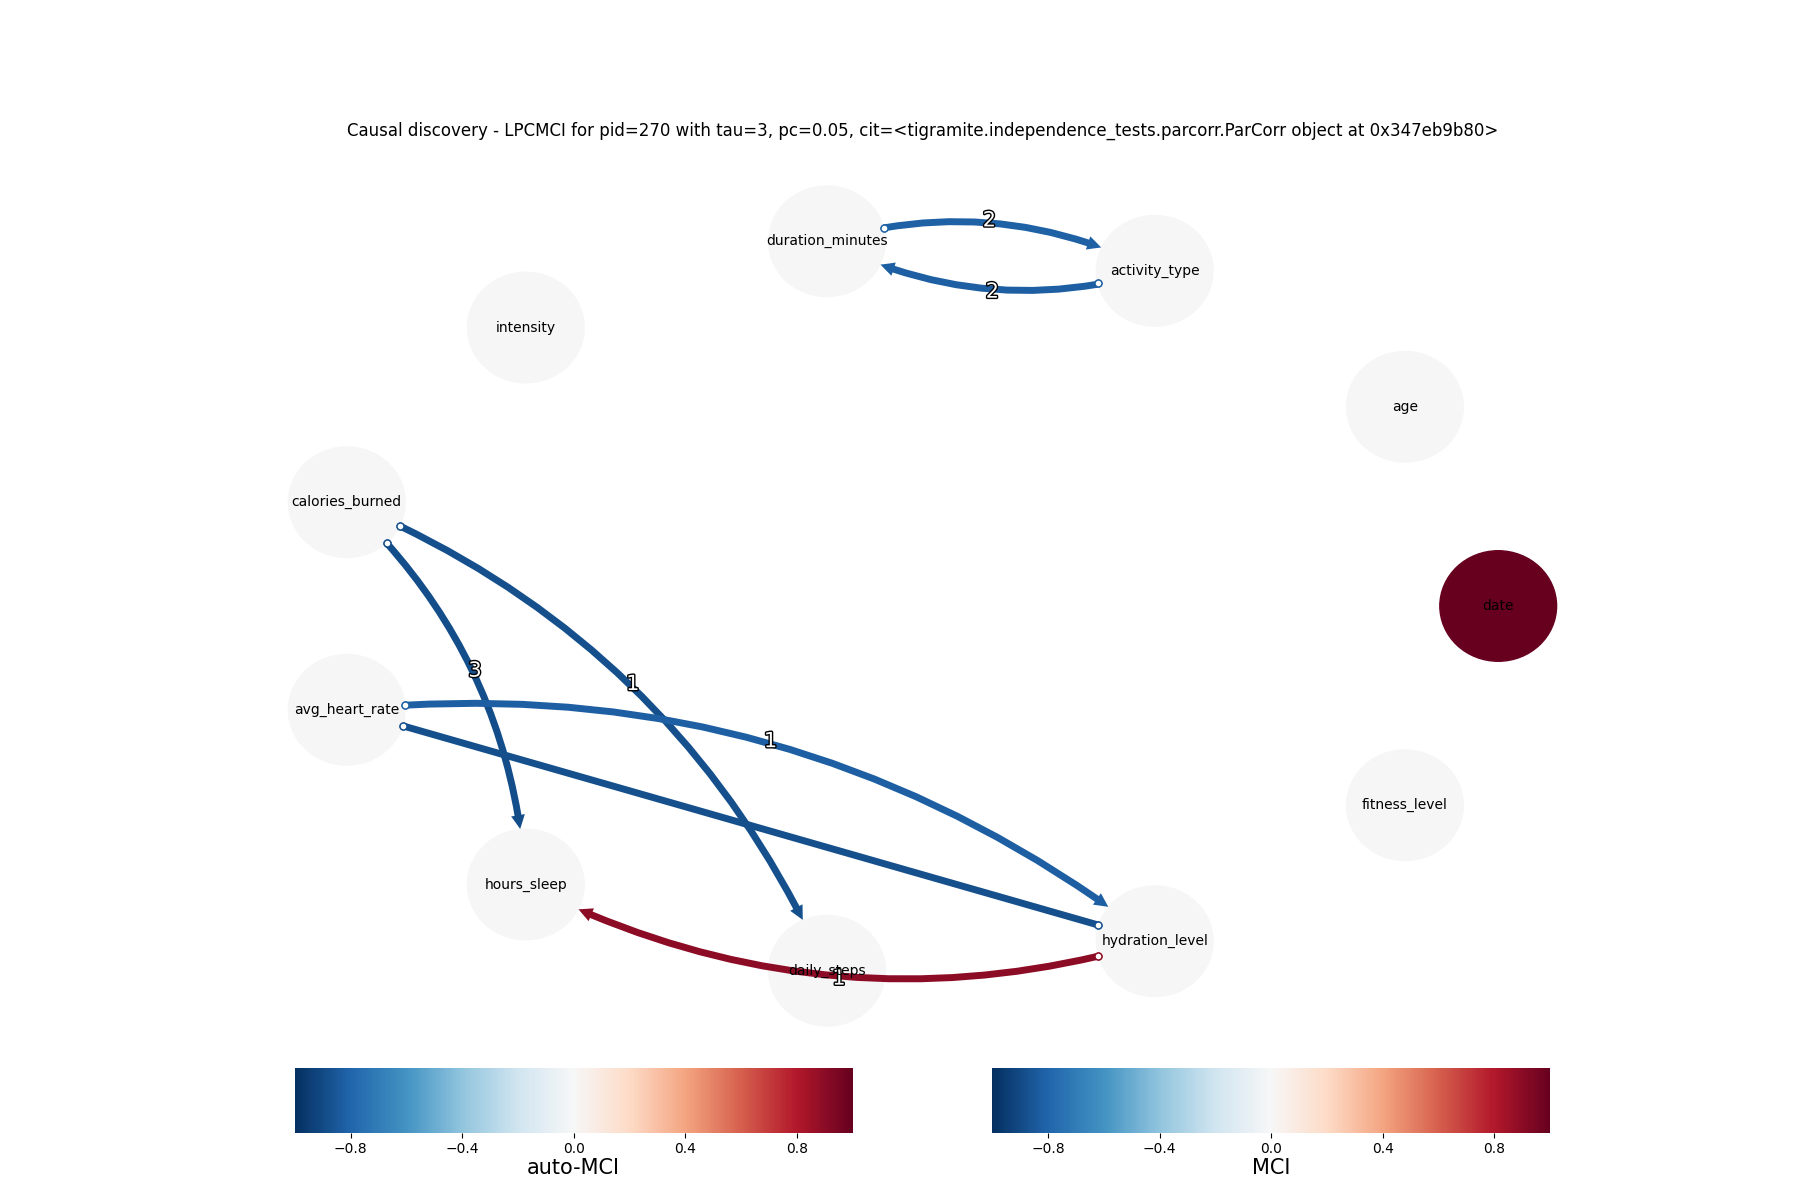 Causal discovery - LPCMCI for pid=270 with tau=3, pc=0.05, cit=<tigramite.independence_tests.parcorr.ParCorr object at 0x347eb9b80>
2
duration_minutes
activity_type
2
intensity
age
calories_burned
date
3
1
avg_heart_rate
1
fitness_level
hours_sleep
hydration_level
daily_steps
1
−0.8 −0.4 0.0 0.4 0.8
auto-MCI
−0.8 −0.4 0.0 0.4 0.8
MCI